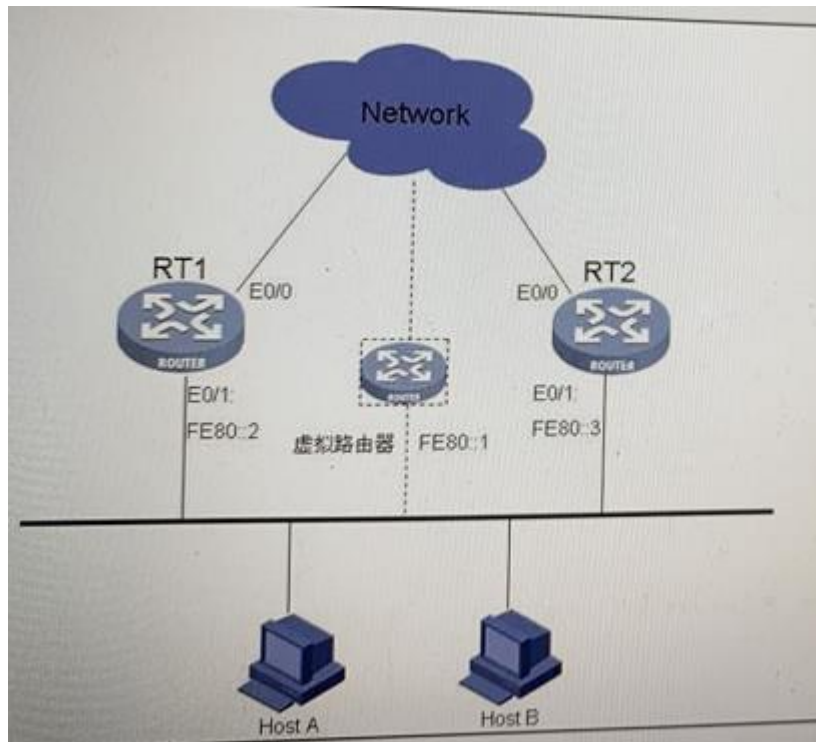 Network
RT1
RT2
E0/0
E0/0
ROUTER
ROUTER
ROUTER
E0/1:
FE80::2
虚拟路由器
FE80::1
E0/1:
FE80::3
Host A
Host B